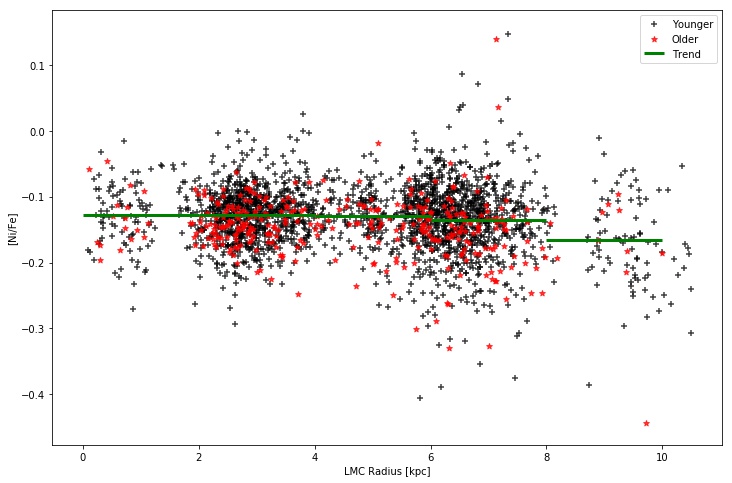 Younger
Older
Trend
0.1
0.0
−0.1
−0.2
−0.3
−0.4
[Ni/Fe]
0 2 4 6 8 10
LMC Radius [kpc]